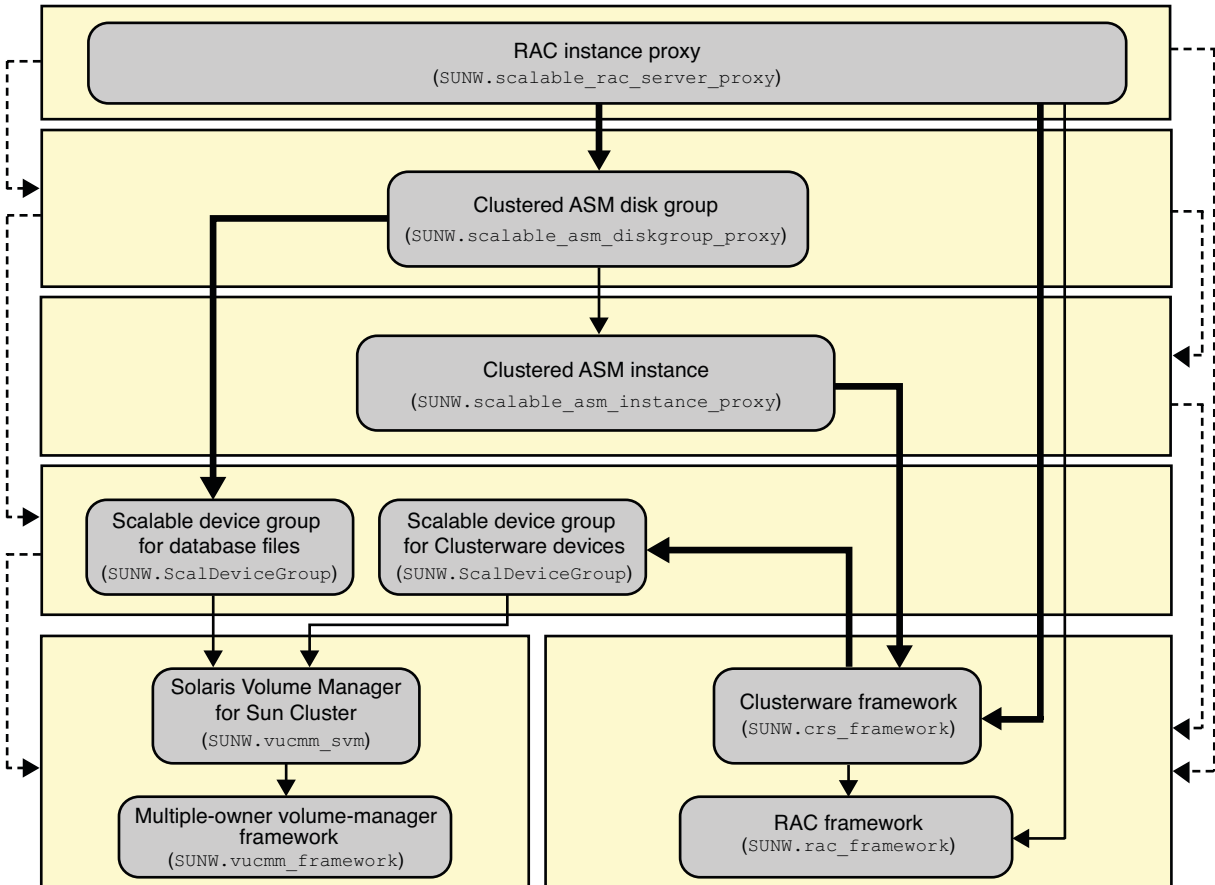 RAC instance proxy
(SUNW.scalable_rac_server_proxy)
Clustered ASM disk group
(SUNW.scalable_asm_diskgroup_proxy)
Clustered ASM instance
(SUNW.scalable_asm_instance_proxy)
Scalable device group
for database files
(SUNW.ScalDeviceGroup)
Scalable device group
for Clusterware devices
(SUNW.ScalDeviceGroup)
Solaris Volume Manager
for Sun Cluster
(SUNW.vucmm_svm)
Clusterware framework
(SUNW.crs_framework)
Multiple-owner volume-manager
framework
(SUNW.vucmm_framework)
RAC framework
(SUNW.rac_framework)